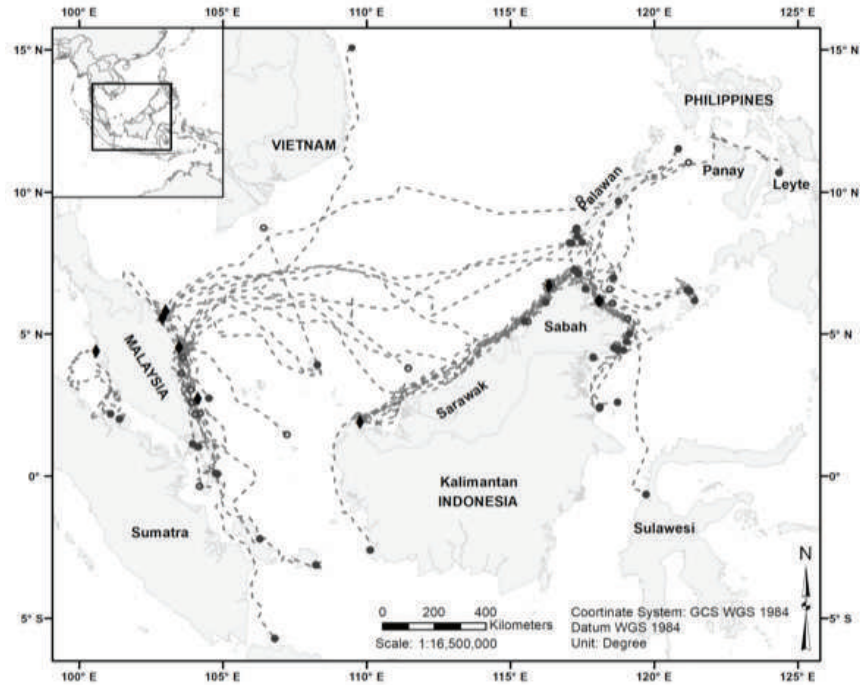 100° E 105° E 110° E 115° E 120° E 125° E
15° N 15° N
PHILIPPINES
VIETNAM
10° N 10° N
Palawan
Panay
Leyte
5° N 5° N
MALAYSIA
Sabah
Sarawak
0° 0°
Kalimantan
INDONESIA
Sumatra
Sulawesi
N
0 200 400
Kilometers
Scale: 1:16,500,000
Coortinate System: GCS WGS 1984
Datum WGS 1984
Unit: Degree
5° S 5° S
100° E 105° E 110° E 115° E 120° E 125° E